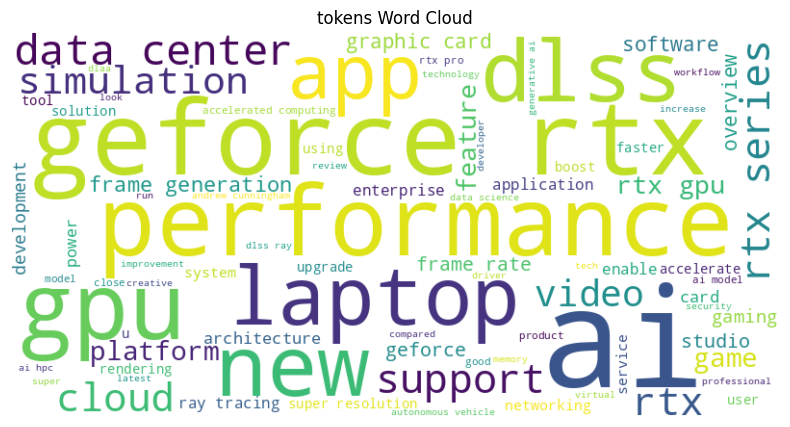 tokens Word Cloud
data center
dlaa
look
simulation
tool
solution
accelerated computing
app
graphic card
rtx pro
technology
dlss
generative ai
software
workflow
increase
overview
rtx series
geforce rtx
using
review
feature
developer
boost
faster
development
frame generation
run
andrew cunningham
enterprise
application
data science
rtx gpu
power
performance
dlss ray
improvement
model
close
creative
system
upgrade
frame rate
driver
tech
enable
accelerate
ai model
gpu
u
laptop
video
card
security
gaming
platform
architecture
compared
geforce
good
memory
product
service
studio
game
ai
ai hpc
rendering
super
latest
new
support
virtual
professional
cloud
ray tracing
super resolution
autonomous vehicle
networking
rtx
user